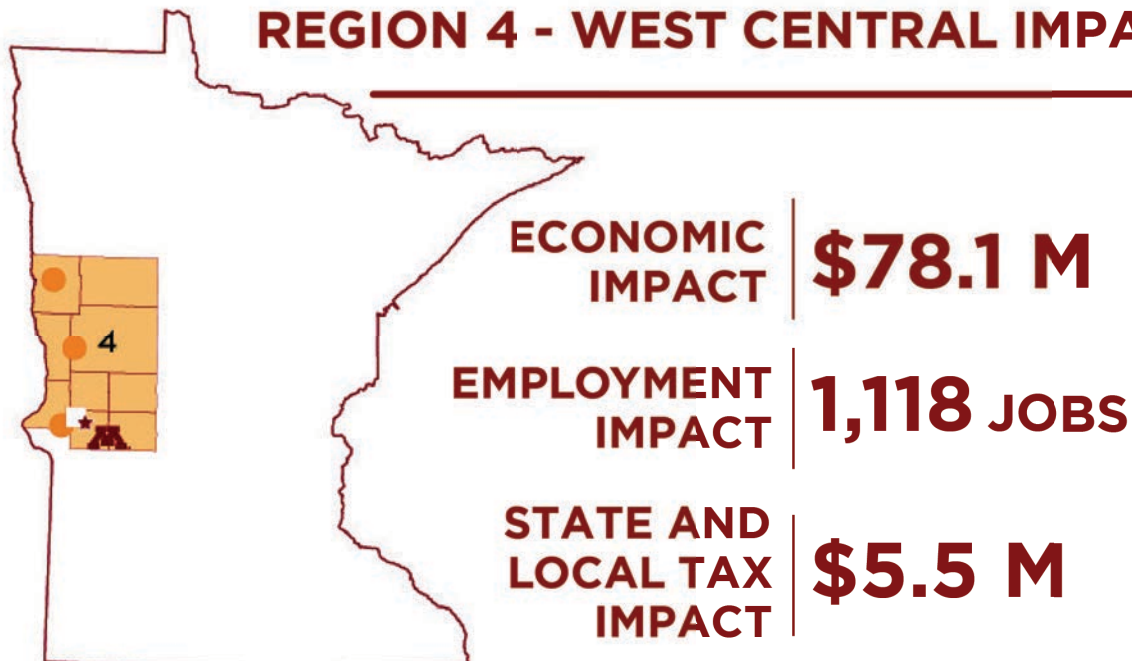 REGION 4 - WEST CENTRAL IMPA
ECONOMIC
IMPACT
$78.1 M
4
EMPLOYMENT
IMPACT
1,118 JOBS
M
STATE AND
LOCAL TAX
IMPACT
$5.5 M